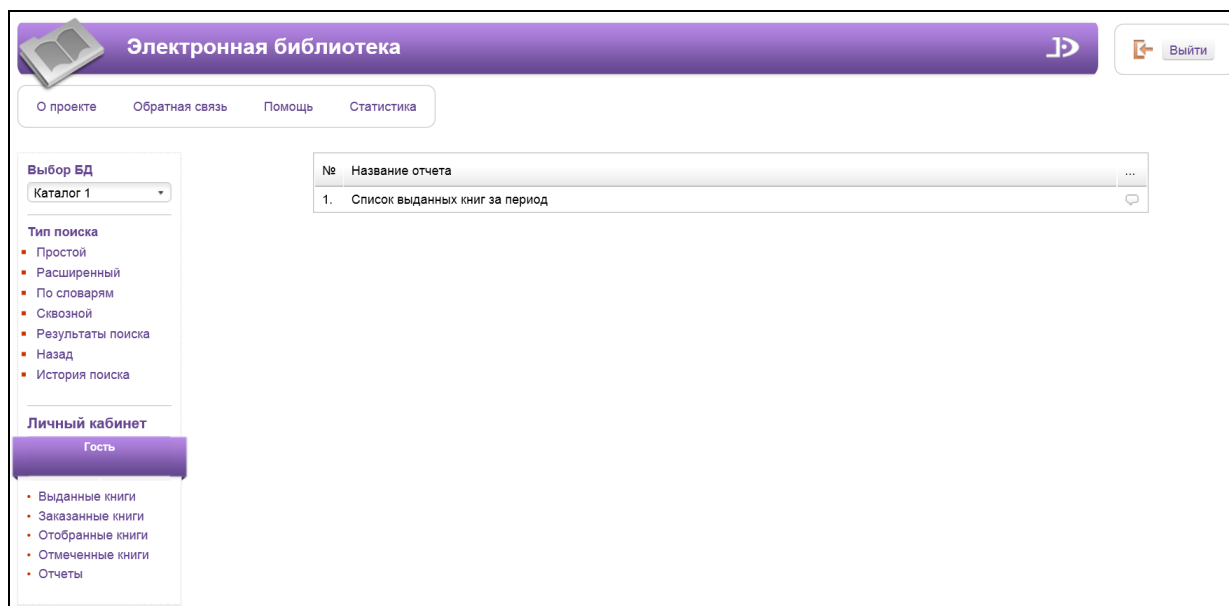 Электронная библиотека
Выйти
О проекте Обратная связь Помощь Статистика
Выбор БД
Каталог 1
№ Название отчета ...
1. Список выданных книг за период
Тип поиска
Простой
Расширенный
По словарям
Сквозной
Результаты поиска
Назад
История поиска
Личный кабинет
Гость
Выданные книги
Заказанные книги
Отобранные книги
Отмеченные книги
Отчеты